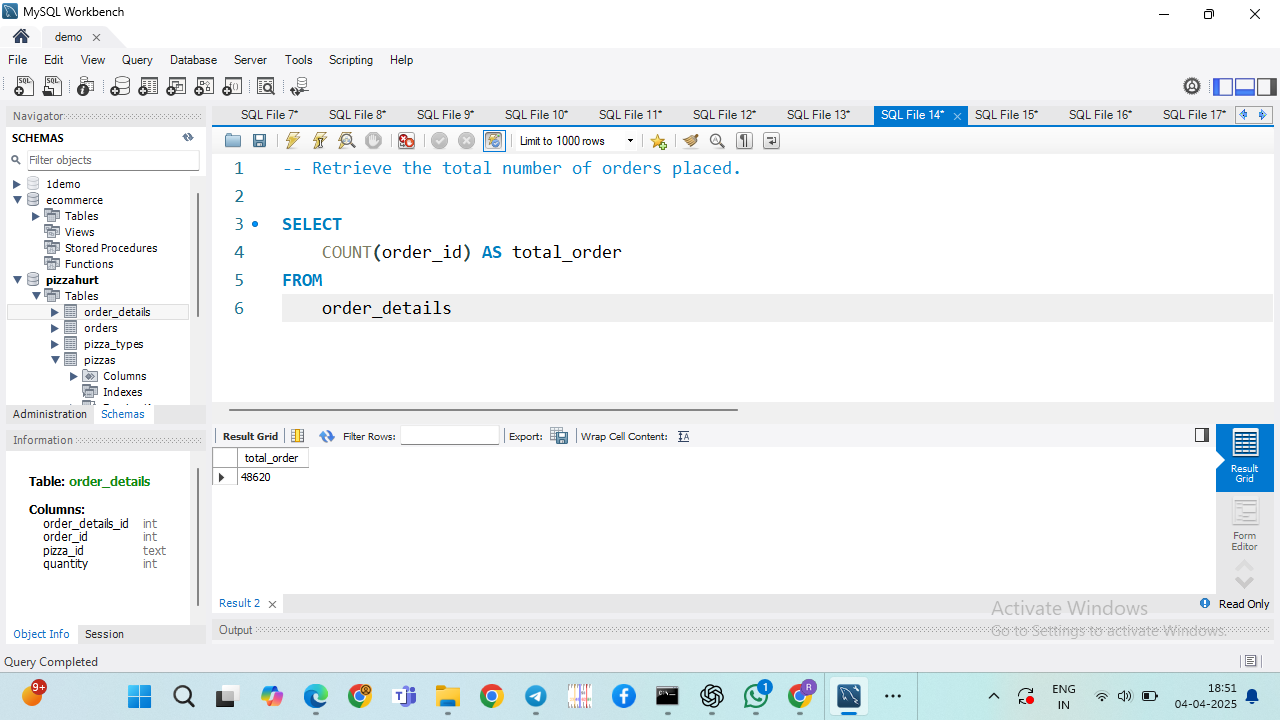 MySQL Workbench
demo
File Edit View Query Database Server Tools Scripting Help
Navigator
SCHEMAS
Filter objects
1demo
ecommerce
Tables
Views
Stored Procedures
Functions
pizzahurt
Tables
order_details
orders
pizza_types
pizzas
Columns
Indexes
Administration Schemas
Information
Table: order_details
Columns:
order_details_id int
order_id int
pizza_id text
quantity int
Object Info Session
SQL File 7* SQL File 8* SQL File 9* SQL File 10* SQL File 11* SQL File 12* SQL File 13* SQL File 14* SQL File 15* SQL File 16* SQL File 17*
Limit to 1000 rows
1 -- Retrieve the total number of orders placed.
2
3 SELECT
4 COUNT(order_id) AS total_order
5 FROM
6 order_details
Result Grid Filter Rows: Export: Wrap Cell Content:
total_order
48620
Result Grid
Form Editor
Result 2
Read Only
Output
Activate Windows
Go to Settings to activate Windows.
Query Completed
9+
1
R
ENG
IN
18:51
04-04-2025